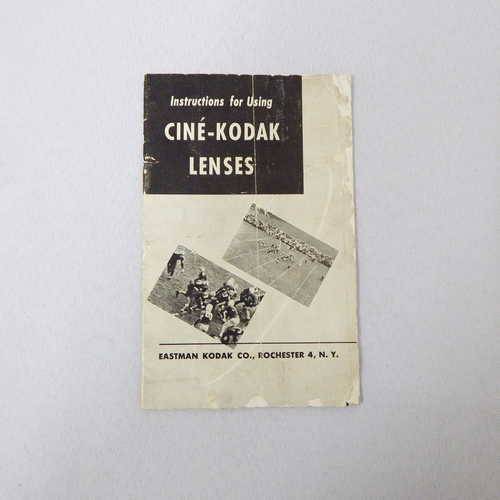 Instructions for Using
CINÉ-KODAK
LENSES
EASTMAN KODAK CO., ROCHESTER 4, N. Y.